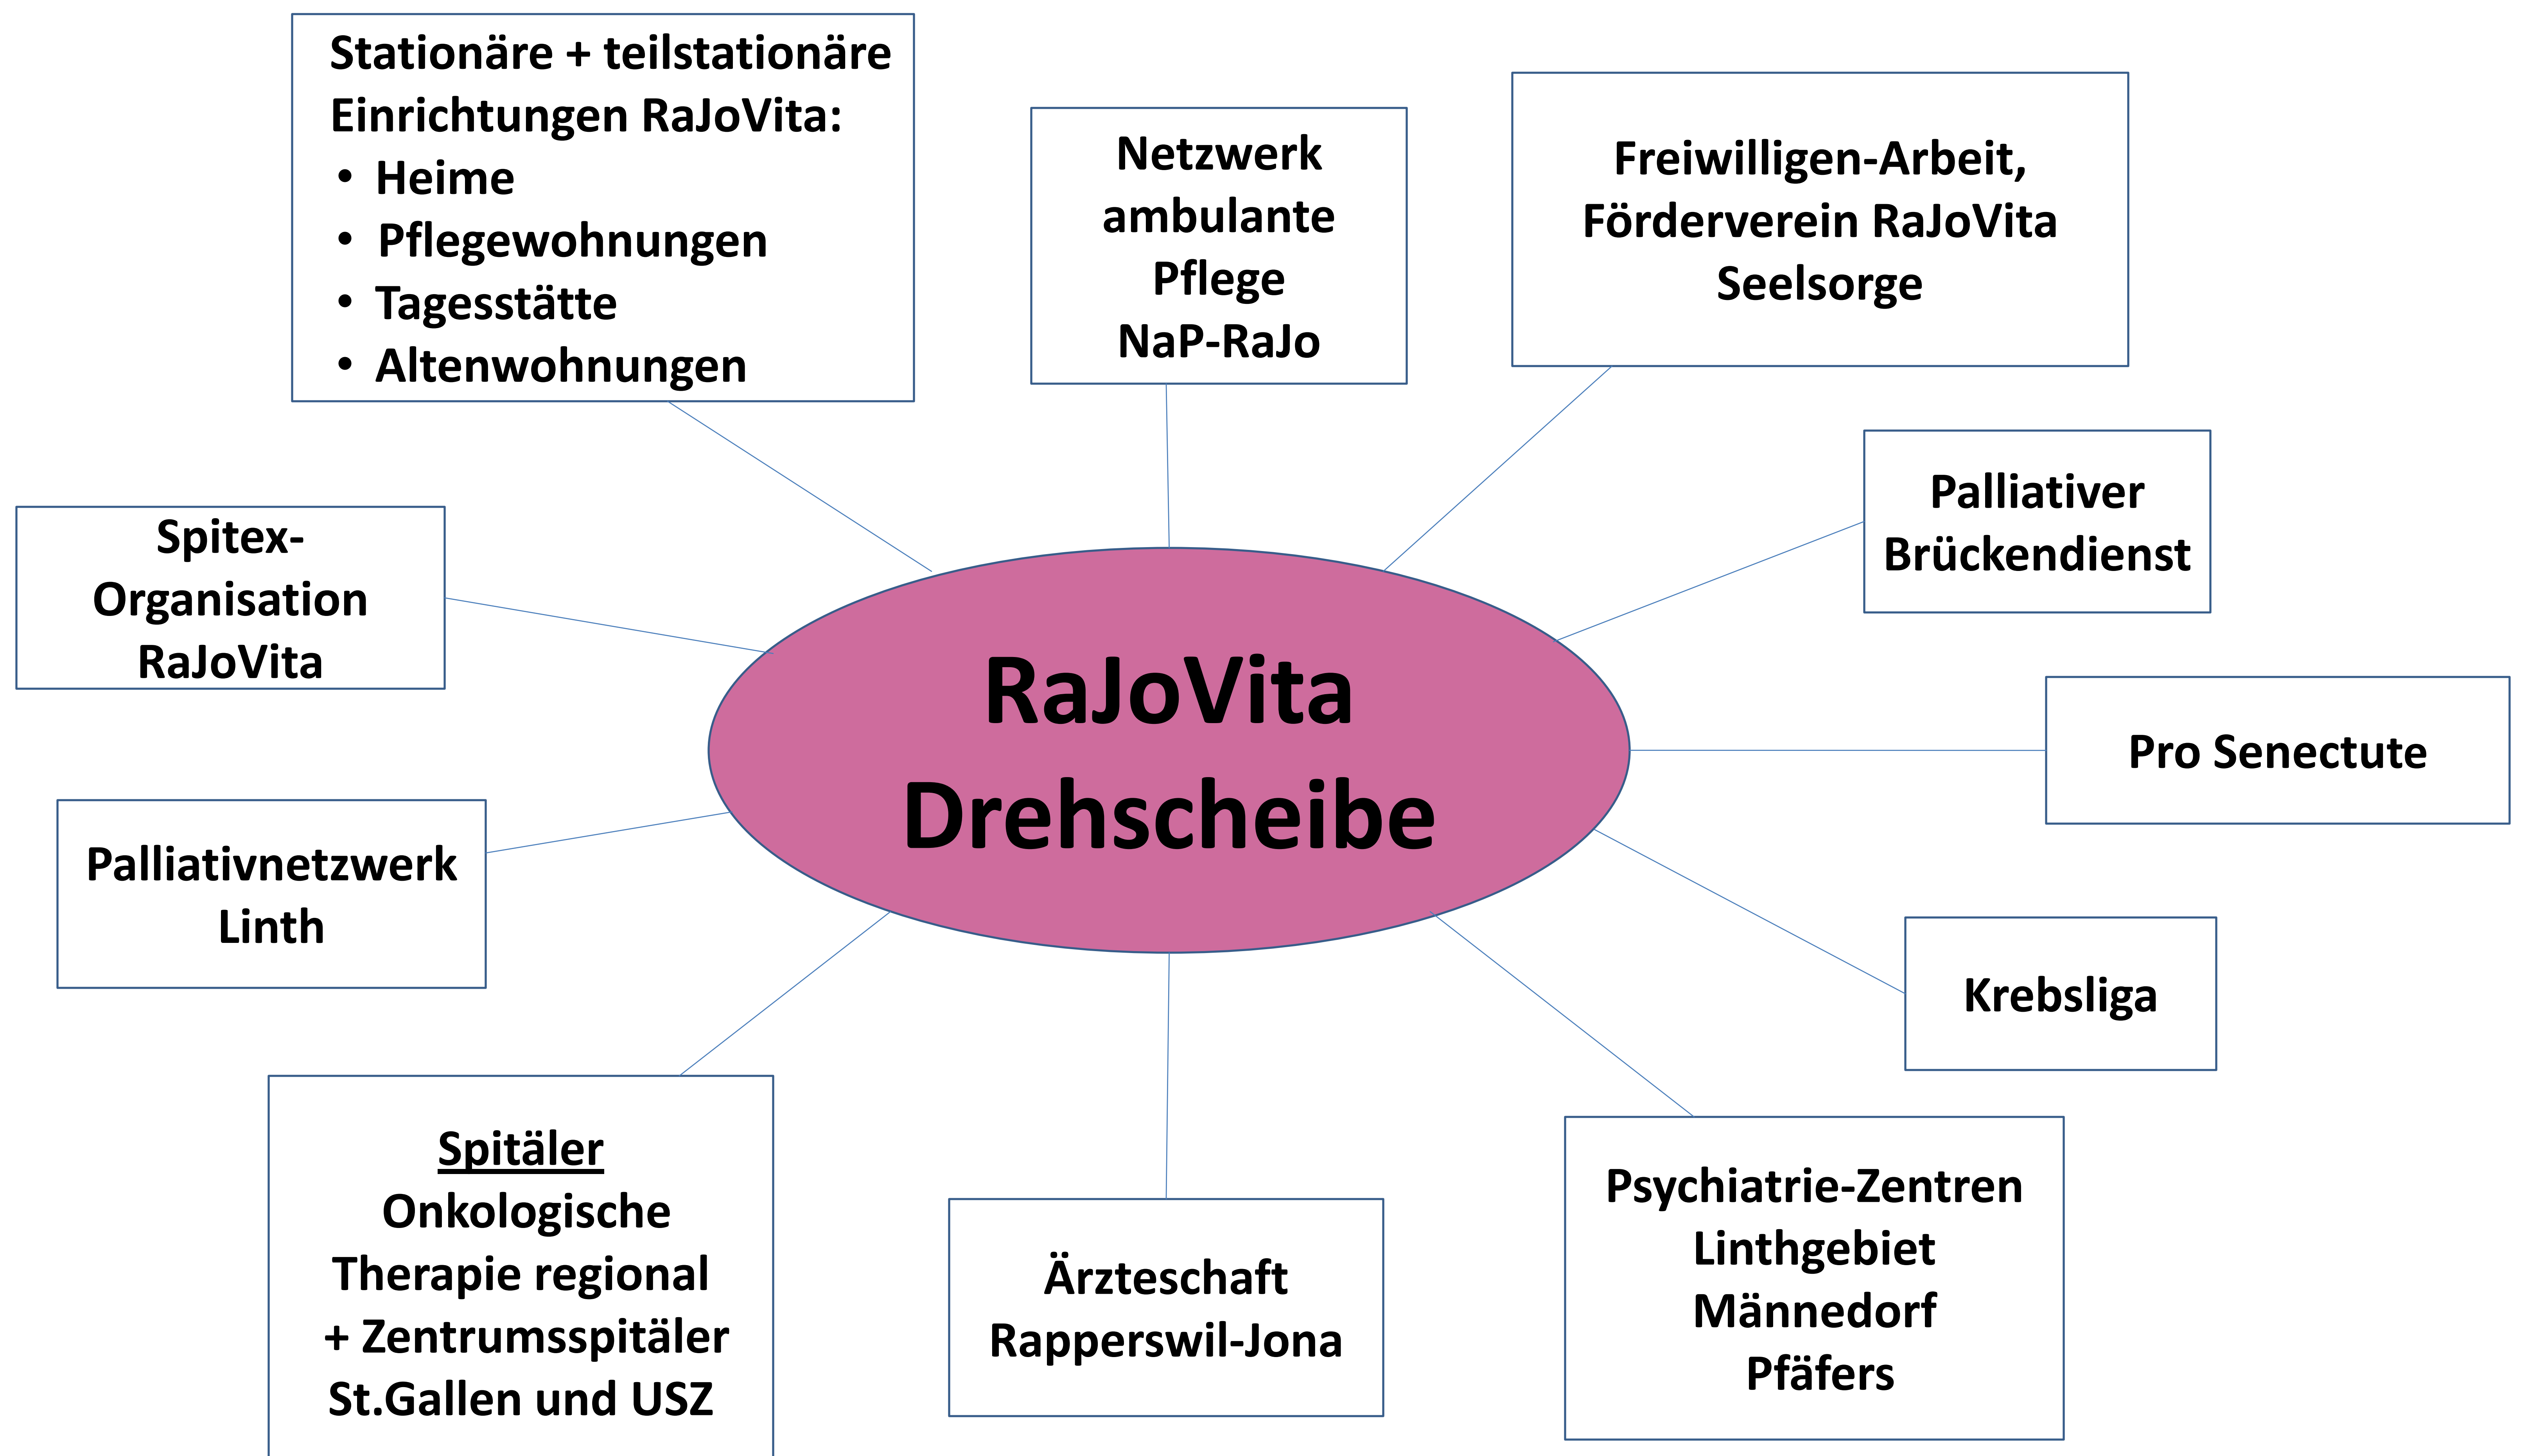 Stationäre + teilstationäre
Einrichtungen RaJoVita:
• Heime
• Pflegewohnungen
• Tagesstätte
• Altenwohnungen
Netzwerk
ambulante
Pflege
NaP-RaJo
Freiwilligen-Arbeit,
Förderverein RaJoVita
Seelsorge
Palliativer
Brückendienst
Spitex-
Organisation
RaJoVita
RaJoVita
Drehscheibe
Pro Senectute
Palliativnetzwerk
Linth
Krebsliga
Spitäler
Onkologische
Therapie regional
+ Zentrumsspitäler
St.Gallen und USZ
Ärzteschaft
Rapperswil-Jona
Psychiatrie-Zentren
Linthgebiet
Männedorf
Pfäfers